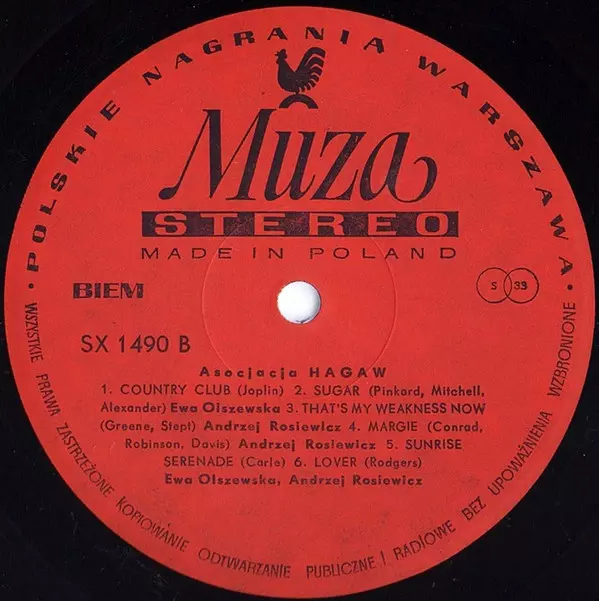 • POLSKIE NAGRANIA WARSZAWA •
Muza
STEREO
MADE IN POLAND
BIEM
S 33
SX 1490 B
Asocjacja HAGAW
1. COUNTRY CLUB (Joplin) 2. SUGAR (Pinkard, Mitchell,
Alexander) Ewa Olszewska 3. THAT'S MY WEAKNESS NOW
(Greene, Stept) Andrzej Rosiewicz 4. MARGIE (Conrad,
Robinson, Davis) Andrzej Rosiewicz 5. SUNRISE
SERENADE (Carle) 6. LOVER (Rodgers)
Ewa Olszewska, Andrzej Rosiewicz
WSZYSTKIE PRAWA ZASTRZEŻONE KOPIOWANIE ODTWARZANIE PUBLICZNE I RADIOWE BEZ UPOWAŻNIENIA WZBRONIONE